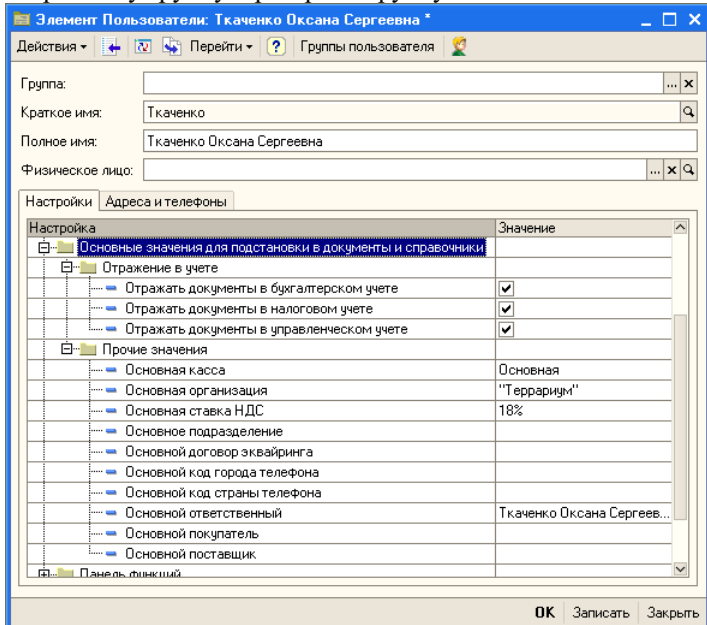 Элемент Пользователи: Ткаченко Оксана Сергеевна *
Действия Перейти ? Группы пользователя
Группа: ... x
Краткое имя: Ткаченко
Полное имя: Ткаченко Оксана Сергеевна
Физическое лицо: ... x
Настройки Адреса и телефоны
Настройка Значение
Основные значения для подстановки в документы и справочники
Отражение в учете
Отражать документы в бухгалтерском учете
Отражать документы в налоговом учете
Отражать документы в управленческом учете
Прочие значения
Основная касса Основная
Основная организация "Террариум"
Основная ставка НДС 18%
Основное подразделение
Основной договор эквайринга
Основной код города телефона
Основной код страны телефона
Основной ответственный Ткаченко Оксана Сергеев...
Основной покупатель
Основной поставщик
Панель функций
OK Записать Закрыть